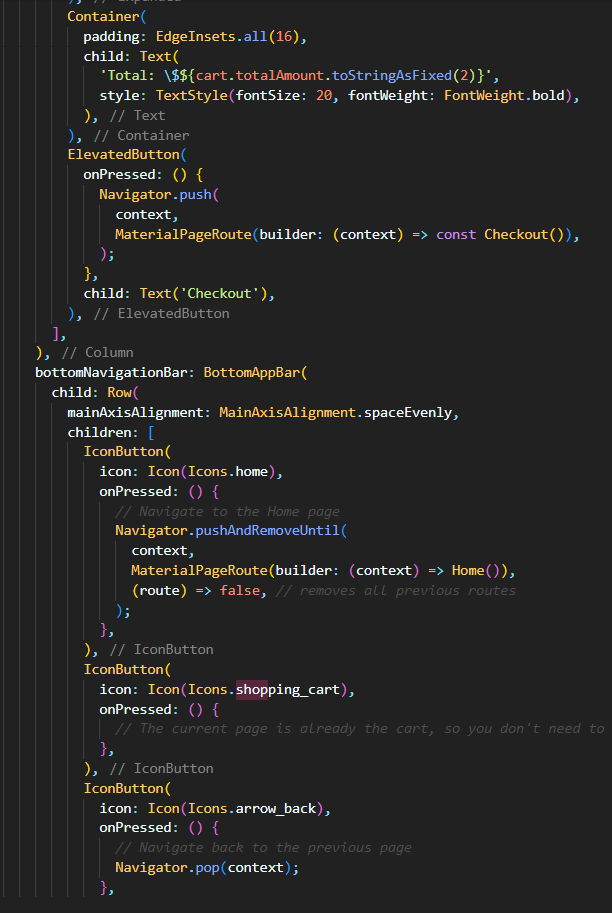 Container(
padding: EdgeInsets.all(16),
child: Text(
'Total: \$${cart.totalAmount.toStringAsFixed(2)}',
style: TextStyle(fontSize: 20, fontWeight: FontWeight.bold),
), // Text
), // Container
ElevatedButton(
onPressed: () {
Navigator.push(
context,
MaterialPageRoute(builder: (context) => const Checkout()),
);
},
child: Text('Checkout'),
), // ElevatedButton
],
), // Column
bottomNavigationBar: BottomAppBar(
child: Row(
mainAxisAlignment: MainAxisAlignment.spaceEvenly,
children: [
IconButton(
icon: Icon(Icons.home),
onPressed: () {
// Navigate to the Home page
Navigator.pushAndRemoveUntil(
context,
MaterialPageRoute(builder: (context) => Home()),
(route) => false, // removes all previous routes
);
},
), // IconButton
IconButton(
icon: Icon(Icons.shopping_cart),
onPressed: () {
// The current page is already the cart, so you don't need to
},
), // IconButton
IconButton(
icon: Icon(Icons.arrow_back),
onPressed: () {
// Navigate back to the previous page
Navigator.pop(context);
},